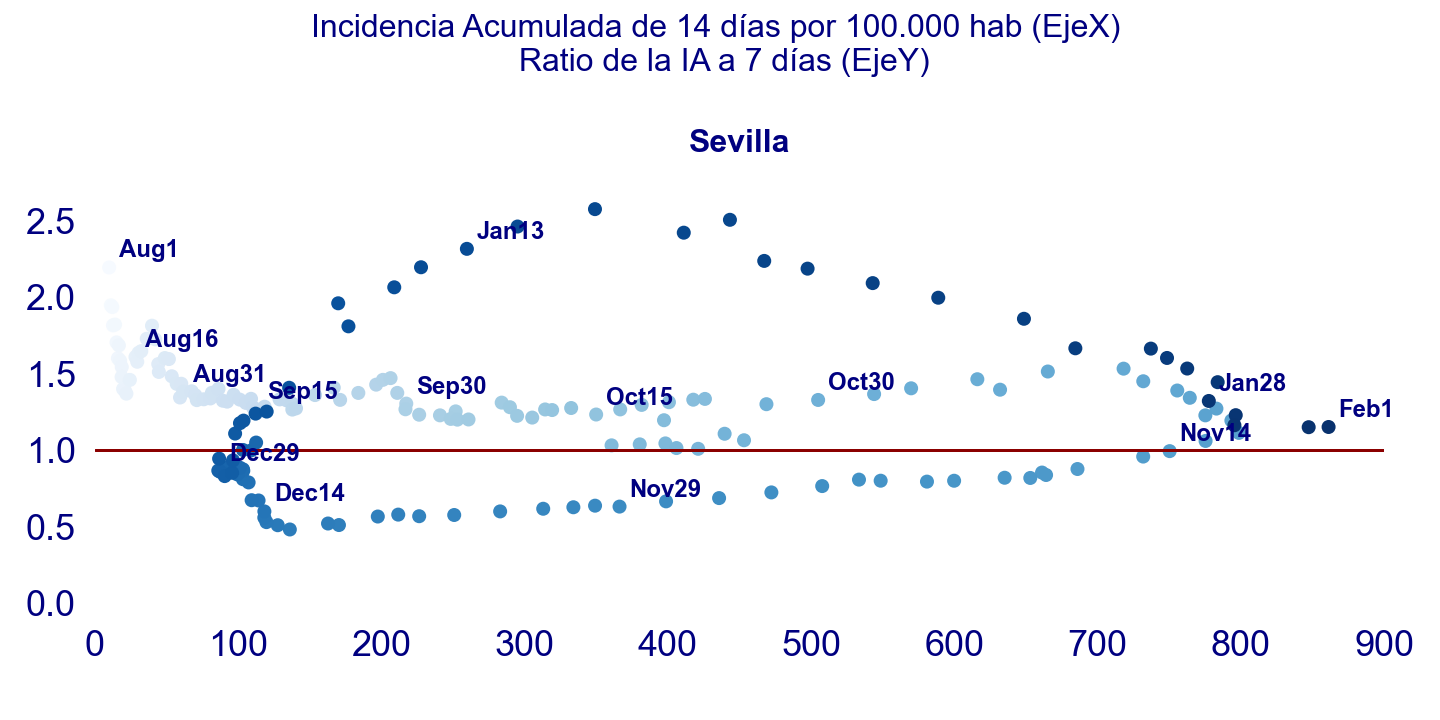 Incidencia Acumulada de 14 días por 100.000 hab (EjeX)
Ratio de la IA a 7 días (EjeY)
Sevilla
2.5
2.0
1.5
1.0
0.5
0.0
Aug1
Aug16
Aug31
Sep15
Sep30
Oct15
Oct30
Nov14
Nov29
Dec14
Dec29
Jan13
Jan28
Feb1
0 100 200 300 400 500 600 700 800 900